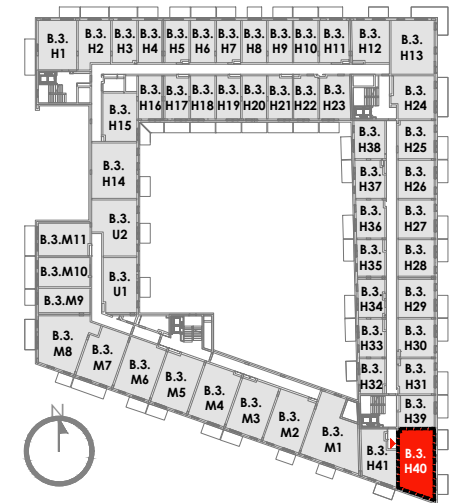 B.3.
H1
B.3.
H2
B.3.
H3
B.3.
H4
B.3.
H5
B.3.
H6
B.3.
H7
B.3.
H8
B.3.
H9
B.3.
H10
B.3.
H11
B.3.
H12
B.3.
H13
B.3.
H16
B.3.
H17
B.3.
H18
B.3.
H19
B.3.
H20
B.3.
H21
B.3.
H22
B.3.
H23
B.3.
H24
B.3.
H15
B.3.
H38
B.3.
H25
B.3.
H14
B.3.
H37
B.3.
H26
B.3.
U2
B.3.
H36
B.3.
H27
B.3.M11
B.3.
H35
B.3.
H28
B.3.M10
B.3.
U1
B.3.
H34
B.3.
H29
B.3.M9
B.3.
H33
B.3.
H30
B.3.
M8
B.3.
M7
B.3.
M6
B.3.
M5
B.3.
M4
B.3.
M3
B.3.
M2
B.3.
M1
B.3.
H32
B.3.
H31
B.3.
H39
B.3.
H41
B.3.
H40
N